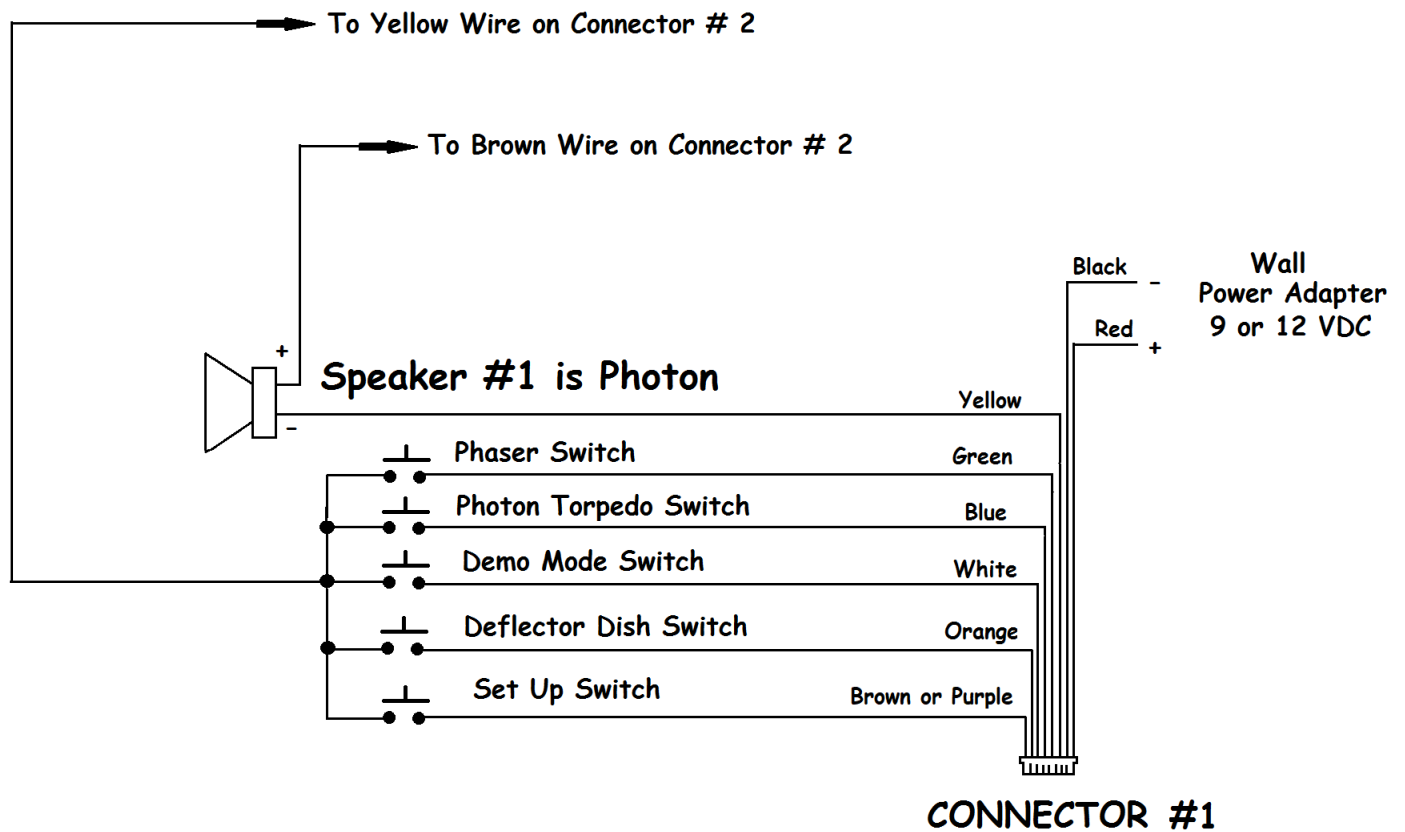 To Yellow Wire on Connector # 2
To Brown Wire on Connector # 2
Black
-
Wall
Power Adapter
9 or 12 VDC
Red
+
+
Speaker #1 is Photon
-
Yellow
Phaser Switch
Green
Photon Torpedo Switch
Blue
Demo Mode Switch
White
Deflector Dish Switch
Orange
Set Up Switch
Brown or Purple
CONNECTOR #1